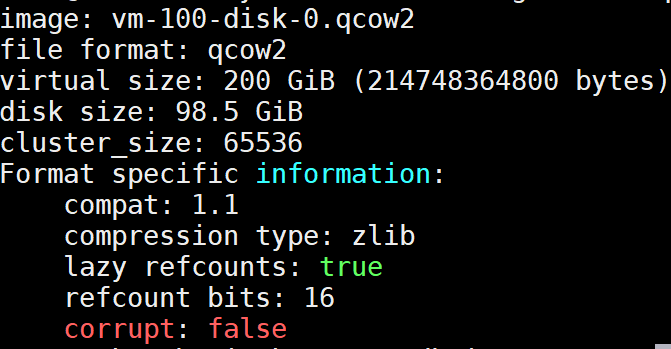 image: vm-100-disk-0.qcow2
file format: qcow2
virtual size: 200 GiB (214748364800 bytes)
disk size: 98.5 GiB
cluster_size: 65536
Format specific information:
    compat: 1.1
    compression type: zlib
    lazy refcounts: true
    refcount bits: 16
    corrupt: false